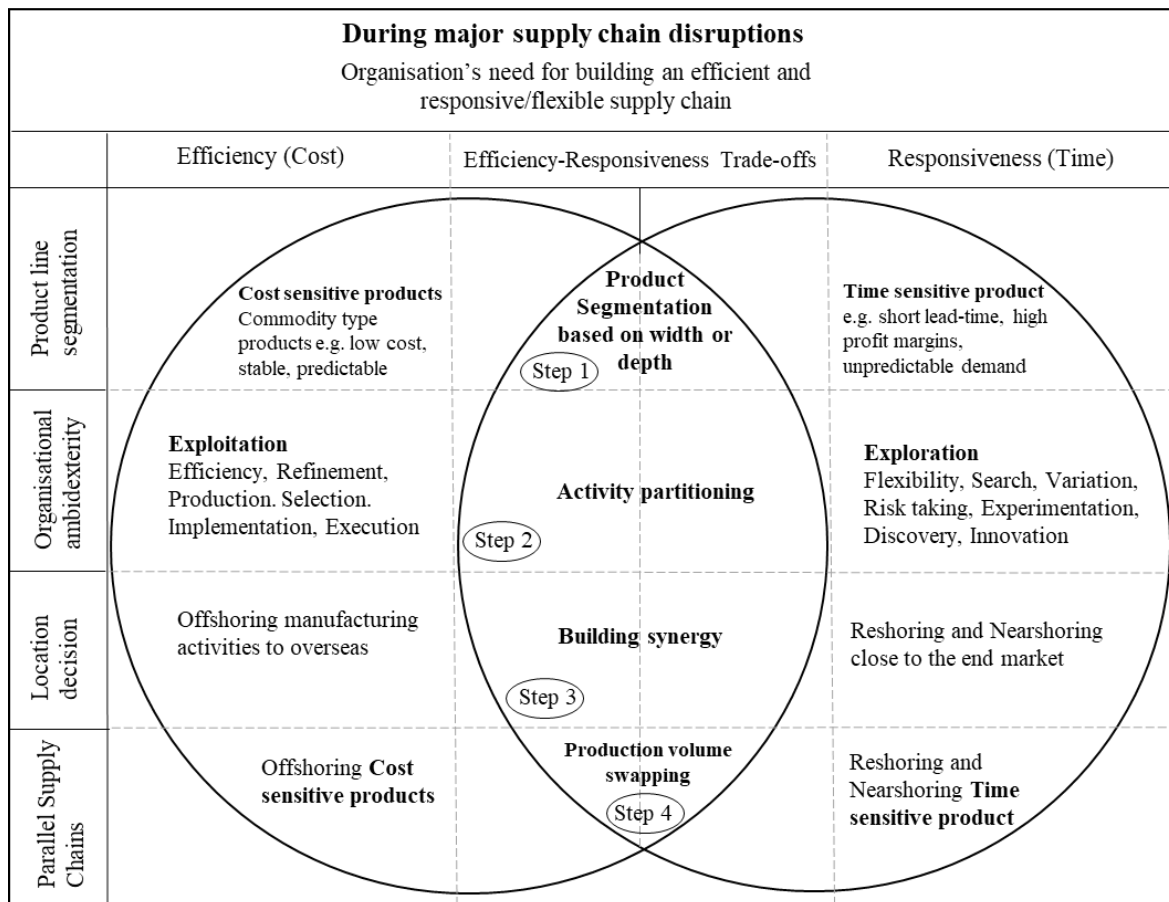 During major supply chain disruptions
Organisation's need for building an efficient and
responsive/flexible supply chain
Efficiency (Cost)
Efficiency-Responsiveness Trade-offs
Responsiveness (Time)
Product line
segmentation
Cost sensitive products
Commodity type
products e.g. low cost,
stable, predictable
Product
Segmentation
based on width or
depth
Step 1
Time sensitive product
e.g. short lead-time, high
profit margins,
unpredictable demand
Organisational
ambidexterity
Exploitation
Efficiency, Refinement,
Production. Selection.
Implementation, Execution
Activity partitioning
Step 2
Exploration
Flexibility, Search, Variation,
Risk taking, Experimentation,
Discovery, Innovation
Location
decision
Offshoring manufacturing
activities to overseas
Building synergy
Step 3
Reshoring and Nearshoring
close to the end market
Parallel Supply
Chains
Offshoring Cost
sensitive products
Production volume
swapping
Step 4
Reshoring and
Nearshoring Time
sensitive product